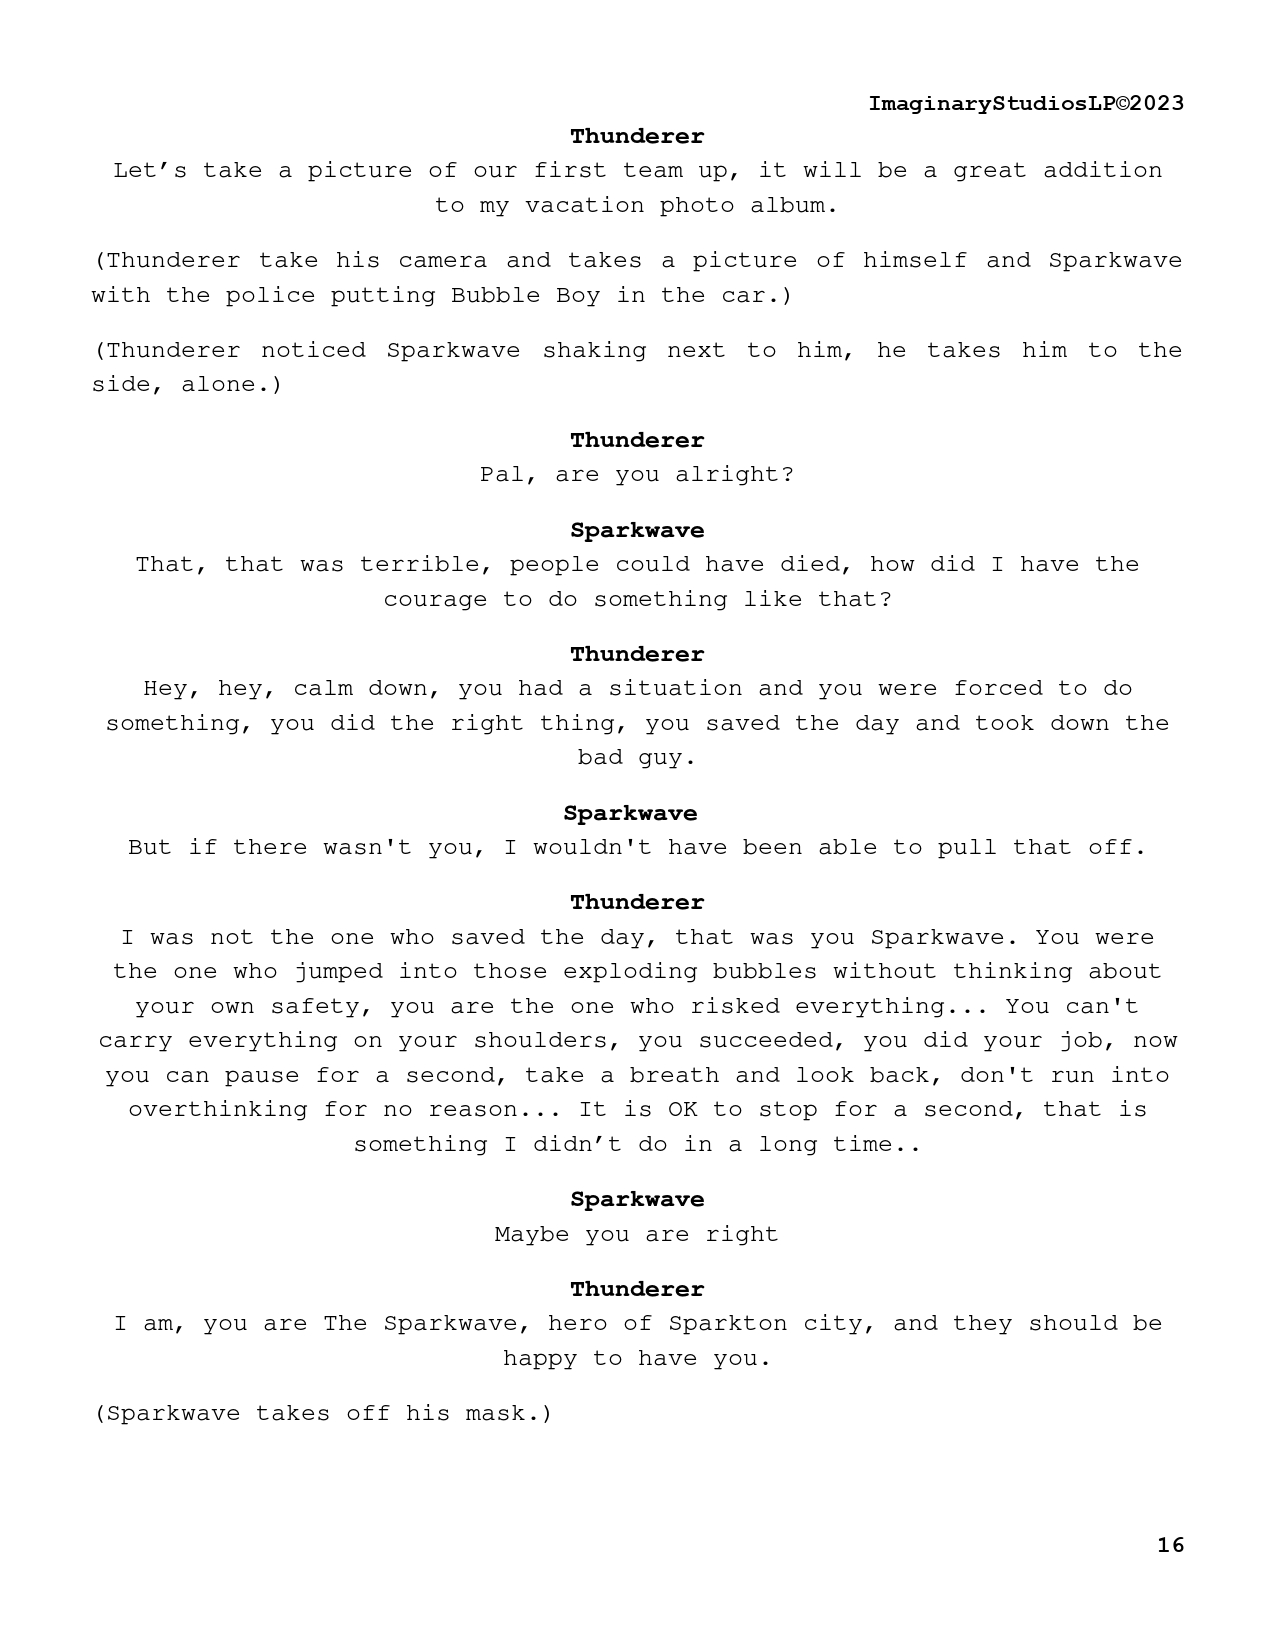 ImaginaryStudiosLP©2023
Thunderer
Let’s take a picture of our first team up, it will be a great addition
to my vacation photo album.
(Thunderer take his camera and takes a picture of himself and Sparkwave
with the police putting Bubble Boy in the car.)
(Thunderer noticed Sparkwave shaking next to him, he takes him to the
side, alone.)
Thunderer
Pal, are you alright?
Sparkwave
That, that was terrible, people could have died, how did I have the
courage to do something like that?
Thunderer
Hey, hey, calm down, you had a situation and you were forced to do
something, you did the right thing, you saved the day and took down the
bad guy.
Sparkwave
But if there wasn't you, I wouldn't have been able to pull that off.
Thunderer
I was not the one who saved the day, that was you Sparkwave. You were
the one who jumped into those exploding bubbles without thinking about
your own safety, you are the one who risked everything... You can't
carry everything on your shoulders, you succeeded, you did your job, now
you can pause for a second, take a breath and look back, don't run into
overthinking for no reason... It is OK to stop for a second, that is
something I didn’t do in a long time..
Sparkwave
Maybe you are right
Thunderer
I am, you are The Sparkwave, hero of Sparkton city, and they should be
happy to have you.
(Sparkwave takes off his mask.)
16